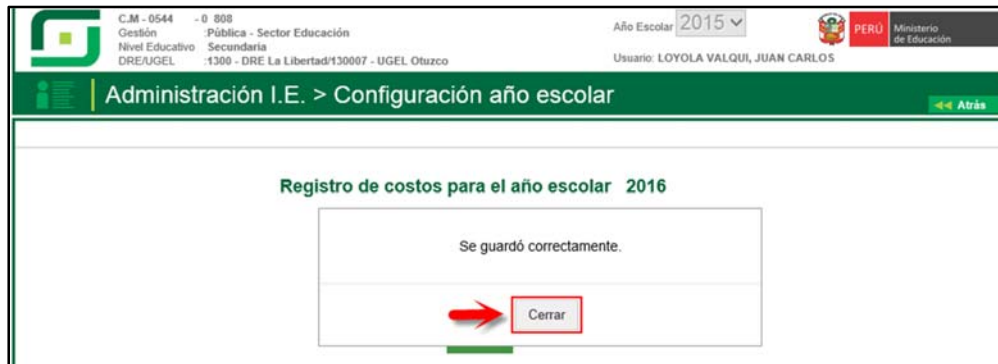 C.M - 0544 - 0 808
Gestión :Pública - Sector Educación
Nivel Educativo Secundaria
DRE/UGEL :1300 - DRE La Libertad/130007 - UGEL Otuzco
Año Escolar 2015
Usuario: LOYOLA VALQUI, JUAN CARLOS
PERÚ Ministerio de Educación
Administración I.E. > Configuración año escolar
Atrás
Registro de costos para el año escolar 2016
Se guardó correctamente.
Cerrar